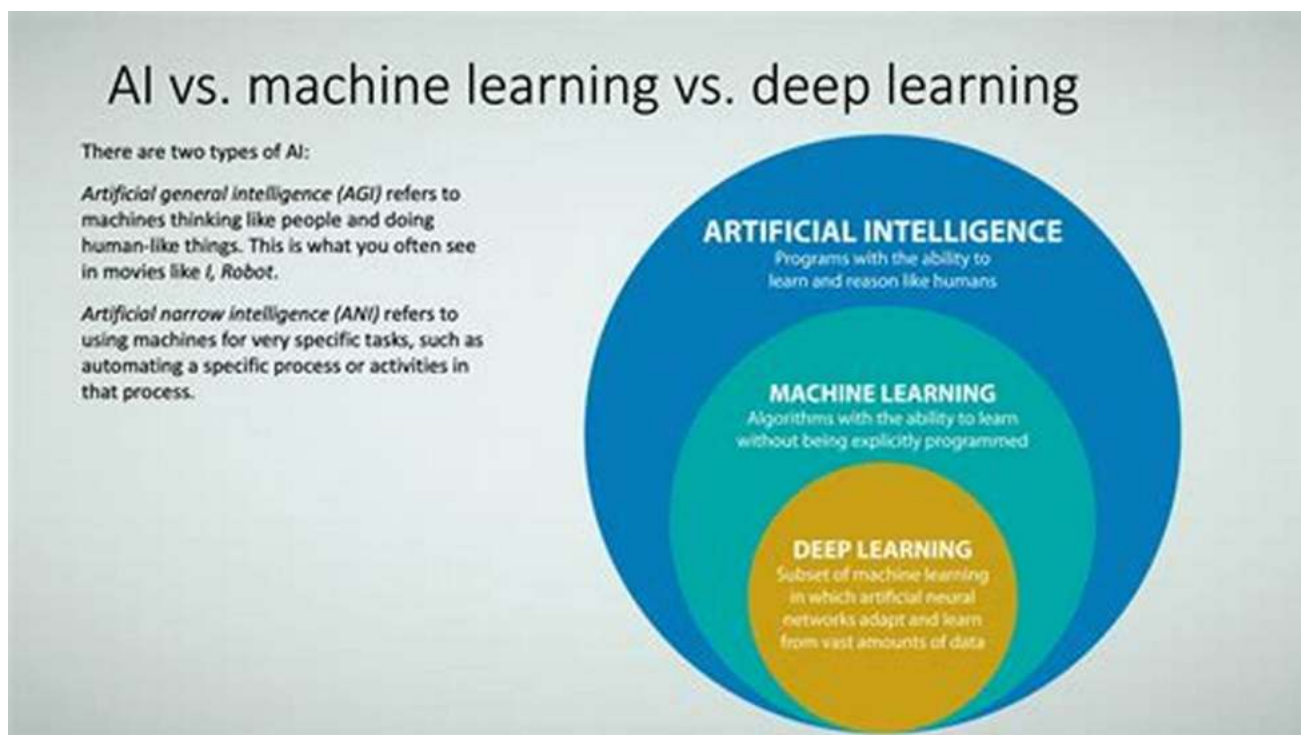 AI vs. machine learning vs. deep learning
There are two types of AI:
Artificial general intelligence (AGI) refers to
machines thinking like people and doing
human-like things. This is what you often see
in movies like I, Robot.
Artificial narrow intelligence (ANI) refers to
using machines for very specific tasks, such as
automating a specific process or activities in
that process.
ARTIFICIAL INTELLIGENCE
Programs with the ability to
learn and reason like humans
MACHINE LEARNING
Algorithms with the ability to learn
without being explicitly programmed
DEEP LEARNING
Subset of machine learning
in which artificial neural
networks adapt and learn
from vast amounts of data